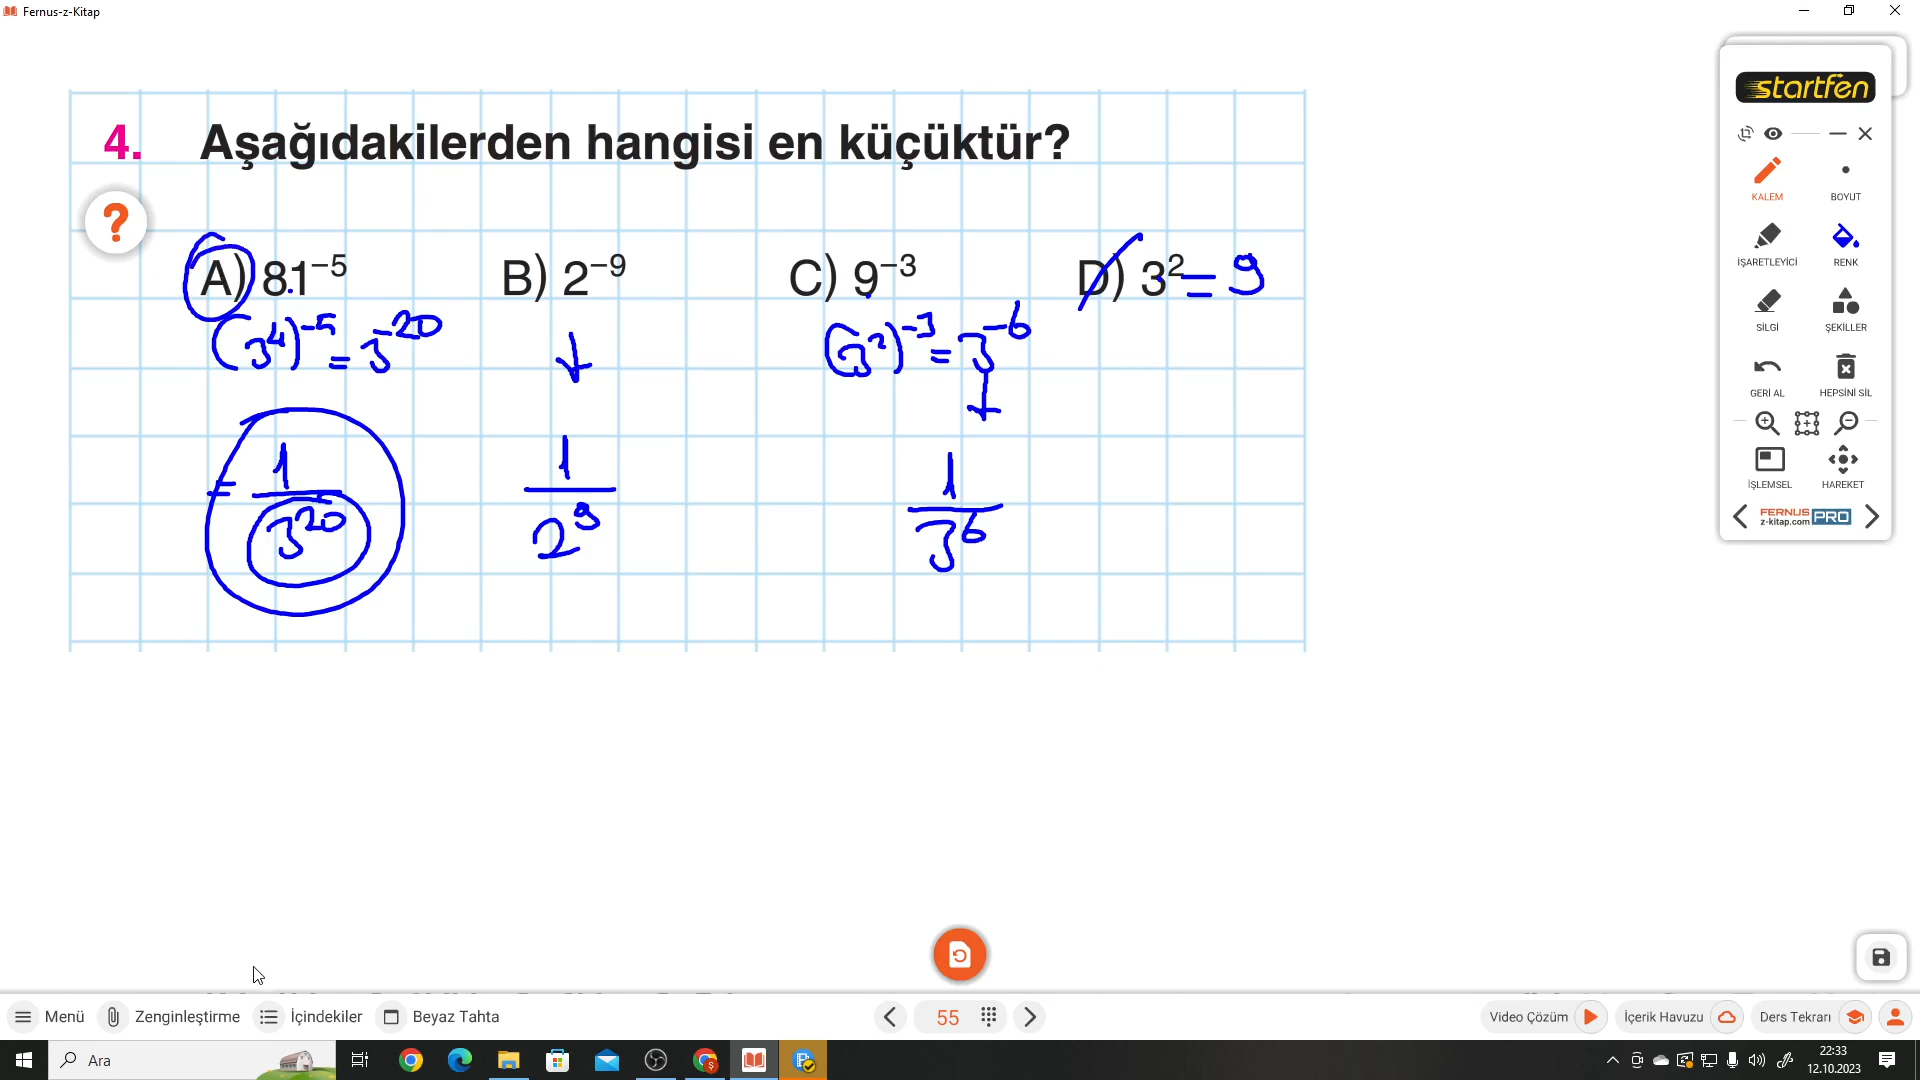 Fernus-z-Kitap
startfen
4. Aşağıdakilerden hangisi en küçüktür?
?
A) 81⁻⁵ B) 2⁻⁹ C) 9⁻³ D) 3² = 9
(3⁴)⁻⁵ = 3⁻²⁰
(3²)⁻³ = 3⁻⁶
= 1/3²⁰
1/2⁹
1/3⁶
KALEM BOYUT
İŞARETLEYİCİ RENK
SİLGİ ŞEKİLLER
GERİ AL HEPSİNİ SİL
İŞLEMSEL HAREKET
FERNUS z-kitap.com PRO
Menü Zenginleştirme İçindekiler Beyaz Tahta 55 Video Çözüm İçerik Havuzu Ders Tekrarı
Ara
22:33
12.10.2023